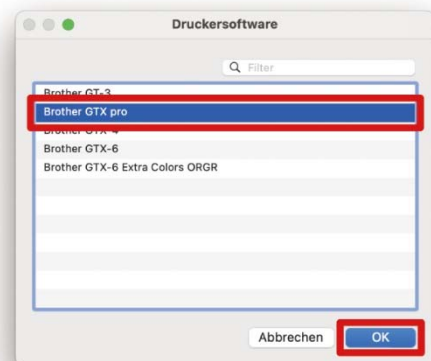 Druckersoftware
Filter
Brother GT-3
Brother GTX pro
Brother GTX-4
Brother GTX-6
Brother GTX-6 Extra Colors ORGR
Abbrechen
OK